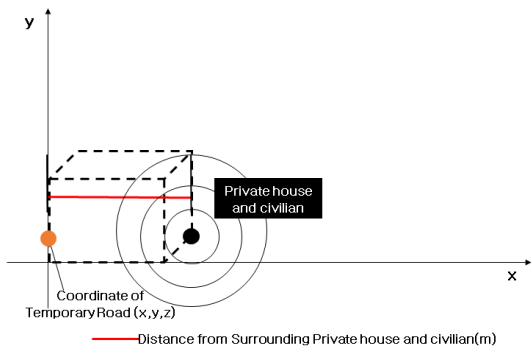 y
Private house
and civilian
x
Coordinate of
Temporary Road (x,y,z)
Distance from Surrounding Private house and civilian(m)